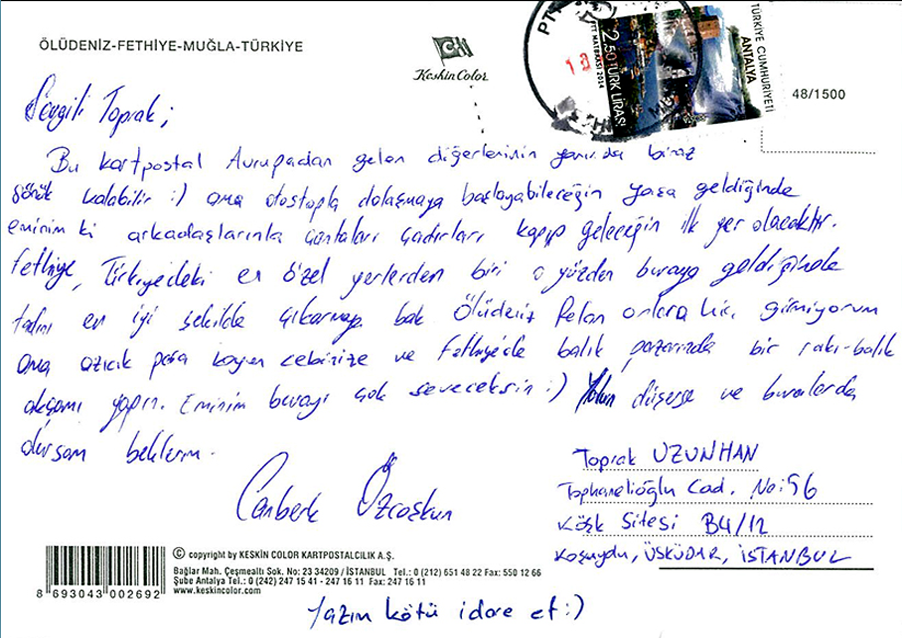 ÖLÜDENİZ-FETHİYE-MUĞLA-TÜRKİYE
Keskin Color
PTT
2,50 TÜRK LİRASI
PTT MATBAASI 2014
TÜRKİYE CUMHURİYETİ
ANTALYA
48/1500
Sevgili Toprak;
Bu kartpostal Avrupadan gelen diğerlerinin yanında biraz
sönük kalabilir :) ama otostopla dolaşmaya başlayabileceğin yaşa geldiğinde
eminim ki arkadaşlarınla çantaları çadırları kapıp geleceğin ilk yer olacaktır.
Fethiye, Türkiyedeki en özel yerlerden biri o yüzden buraya geldiğinde
tadını en iyi şekilde çıkarmaya bak Ölüdeniz Felan onlara hiç girmiyorum
ama azıcık para koyun cebinize ve Fethiye'de balık pazarında bir rakı-balık
akşamı yapın. Eminim burayı çok seveceksin :) Yolun düşerse ve buralarda
olursam beklerim.
Canberk Özcoşkun
Toprak UZUNHAN
Tophanelioğlu Cad. No: 96
Köşk Sitesi B4/12
Koşuyolu, ÜSKÜDAR, İSTANBUL
© copyright by KESKİN COLOR KARTPOSTALCILIK A.Ş.
Bağlar Mah. Çeşmealtı Sok. No: 23 34209 / İSTANBUL Tel.: 0 (212) 651 48 22 Fax: 550 12 66
Şube Antalya Tel.: 0 (242) 247 15 41 - 247 16 11 Fax: 247 16 11
www.keskincolor.com
8 693043 002692
Yazım kötü idare et :)